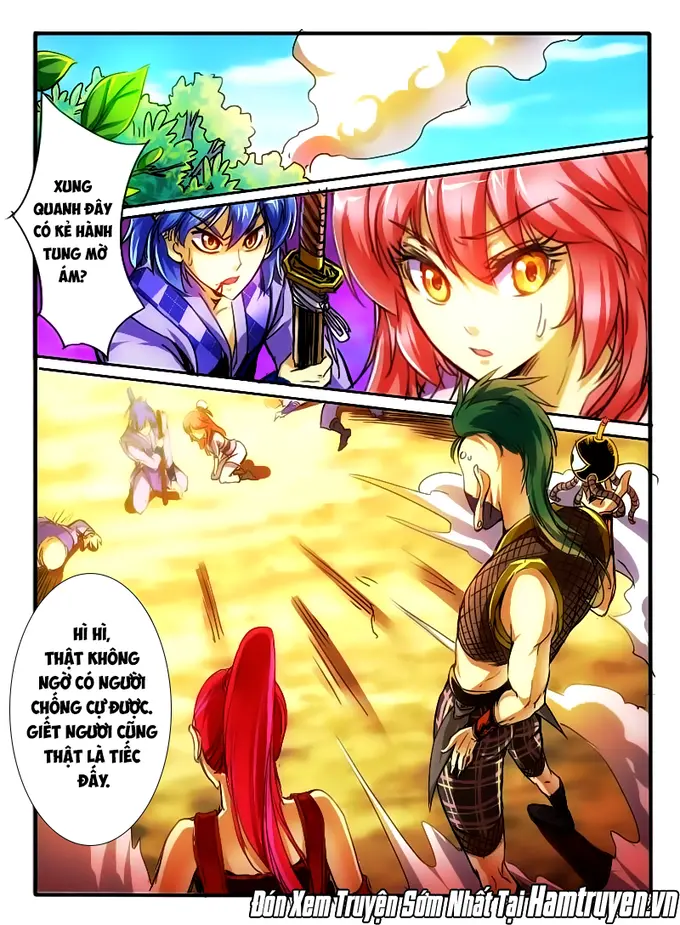 XUNG
QUANH ĐÂY
CÓ KẺ HÀNH
TUNG MỜ
ÁM?
HÌ HÌ,
THẬT KHÔNG
NGỜ CÓ NGƯỜI
CHỐNG CỰ ĐƯỢC.
GIẾT NGƯỜI CŨNG
THẬT LÀ TIẾC
ĐẤY.
Đón Xem Truyện Sớm Nhất Tại Hamtruyen.vn